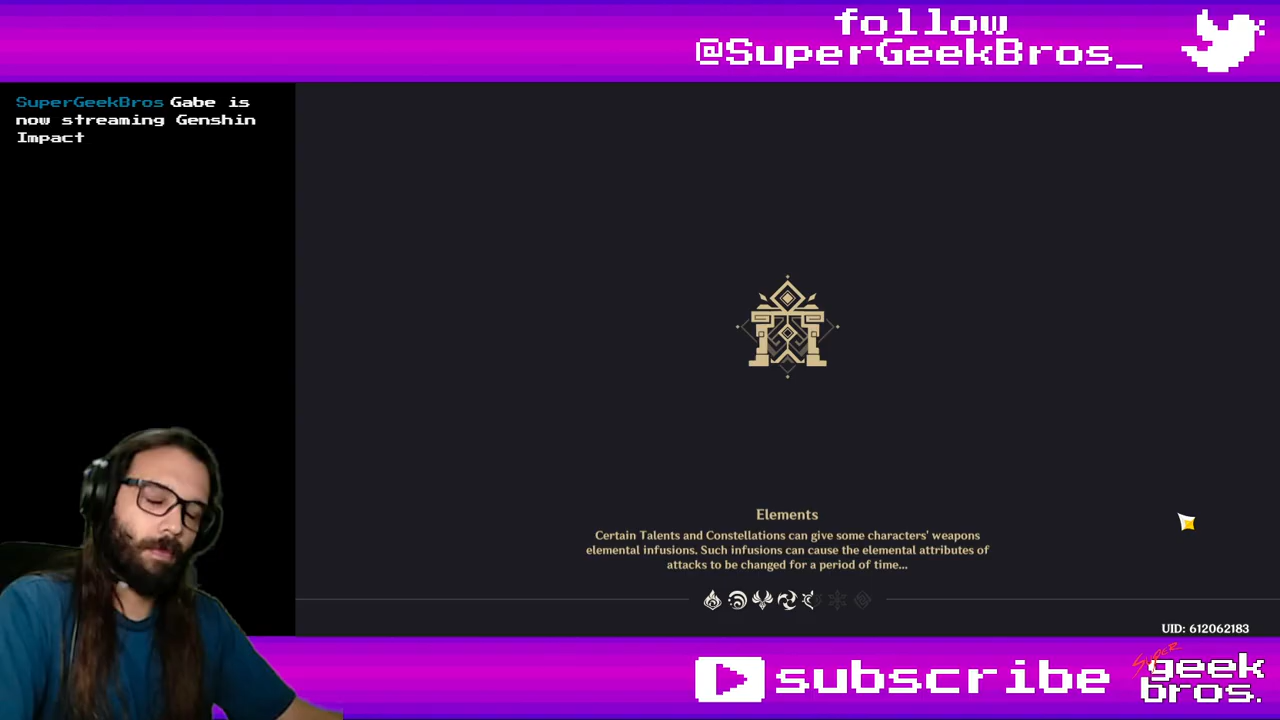 follow
@SuperGeekBros_
SuperGeekBros Gabe is
now streaming Genshin
Impact
Elements
Certain Talents and Constellations can give some characters' weapons
elemental infusions. Such infusions can cause the elemental attributes of
attacks to be changed for a period of time...
UID: 612062183
subscribe
Super
geek
bros.